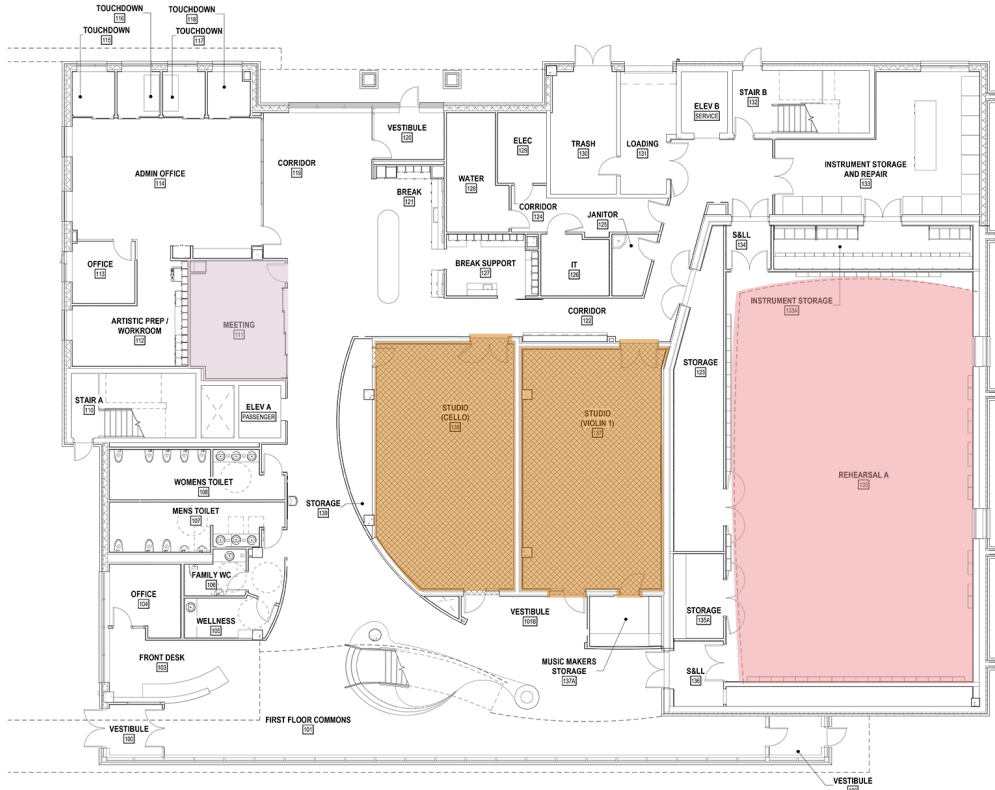 TOUCHDOWN
116
TOUCHDOWN
118
TOUCHDOWN
115
TOUCHDOWN
117
ADMIN OFFICE
114
CORRIDOR
119
VESTIBULE
120
BREAK
121
WATER
128
ELEC
129
TRASH
130
LOADING
131
ELEV B
SERVICE
STAIR B
132
INSTRUMENT STORAGE
AND REPAIR
133
CORRIDOR
124
JANITOR
125
S&LL
134
OFFICE
113
BREAK SUPPORT
127
IT
126
INSTRUMENT STORAGE
133A
ARTISTIC PREP /
WORKROOM
112
MEETING
111
CORRIDOR
122
STORAGE
123
STAIR A
110
ELEV A
PASSENGER
STUDIO
(CELLO)
138
STUDIO
(VIOLIN 1)
137
REHEARSAL A
135
WOMENS TOILET
108
MENS TOILET
107
STORAGE
139
FAMILY WC
106
OFFICE
104
WELLNESS
105
VESTIBULE
101B
STORAGE
135A
FRONT DESK
103
MUSIC MAKERS
STORAGE
137A
S&LL
136
FIRST FLOOR COMMONS
101
VESTIBULE
100
VESTIBULE